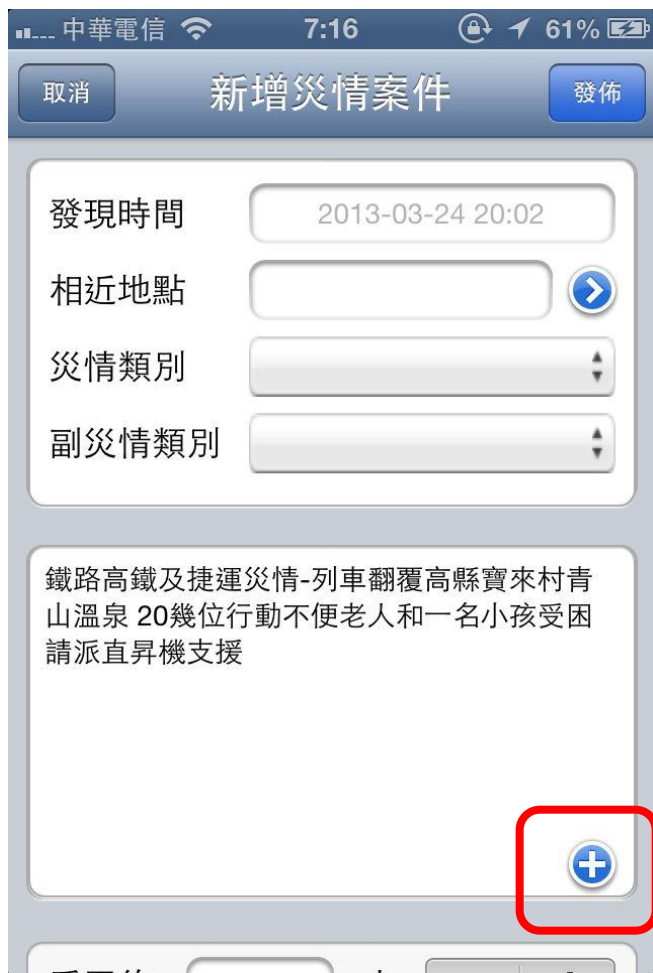 中華電信 7:16 61%
取消 新增災情案件 發佈
發現時間 2013-03-24 20:02
相近地點
災情類別
副災情類別
鐵路高鐵及捷運災情-列車翻覆高縣寶來村青
山溫泉 20幾位行動不便老人和一名小孩受困
請派直昇機支援